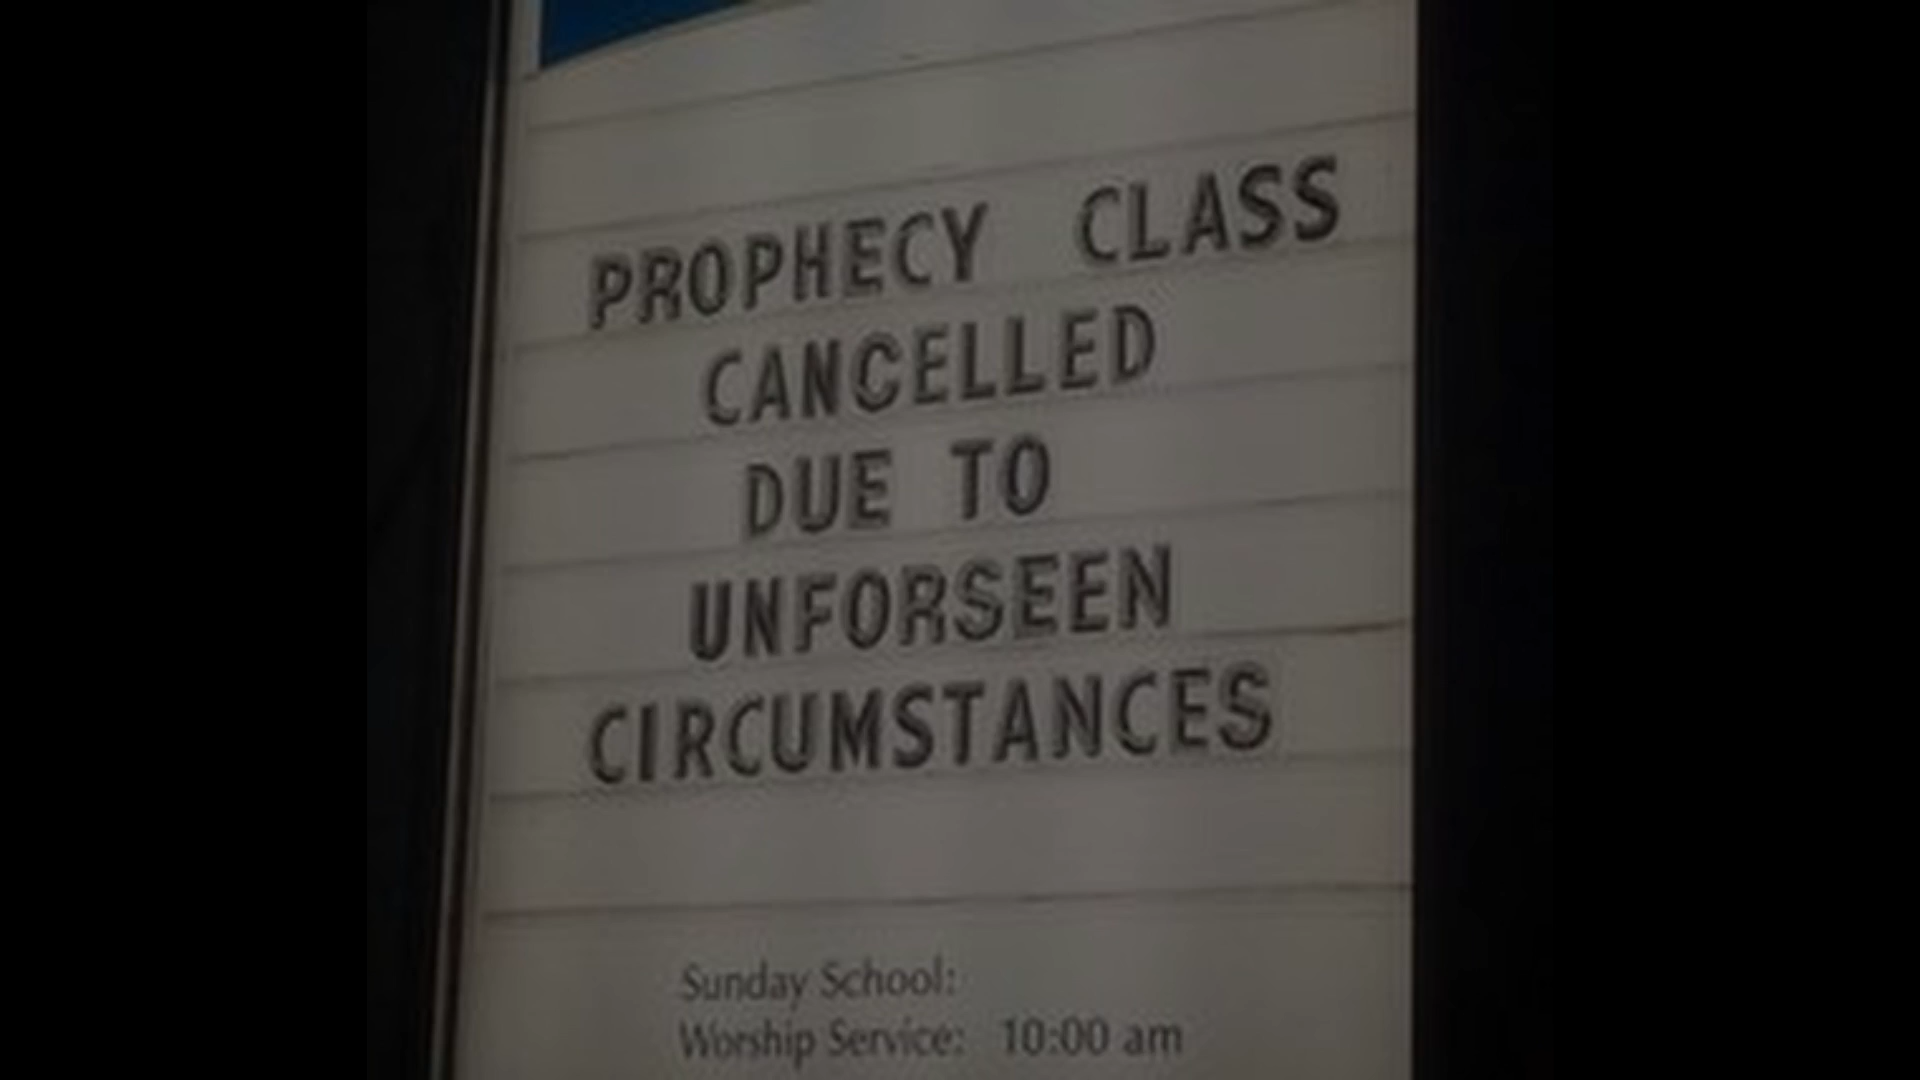 PROPHECY CLASS
CANCELLED
DUE TO
UNFORSEEN
CIRCUMSTANCES
Sunday School:
Worship Service: 10:00 am